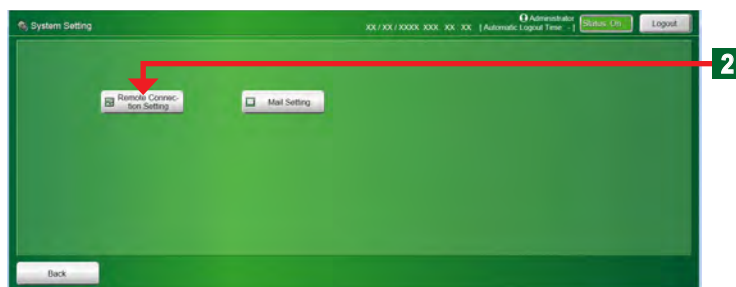 System Setting
Administrator
XX / XX / XXXX XXX XX XX | Automatic Logout Time: - |
Status: On
Logout
2
Remote Connec-
tion Setting
Mail Setting
Back